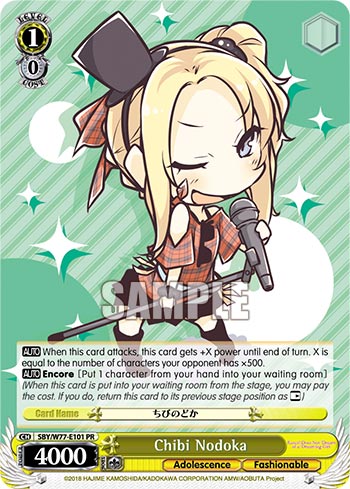 LEVEL
1
0
COST
SAMPLE
AUTO When this card attacks, this card gets +X power until end of turn. X is
equal to the number of characters your opponent has ×500.
AUTO Encore [Put 1 character from your hand into your waiting room]
(When this card is put into your waiting room from the stage, you may pay
the cost. If you do, return this card to its previous stage position as REST)
Card Name ちびのどか
CH SBY/W77-E101 PR
Chibi Nodoka
4000
POWER
Adolescence Fashionable
©2018 HAJIME KAMOSHIDA/KADOKAWA CORPORATION AMW/AOBUTA Project